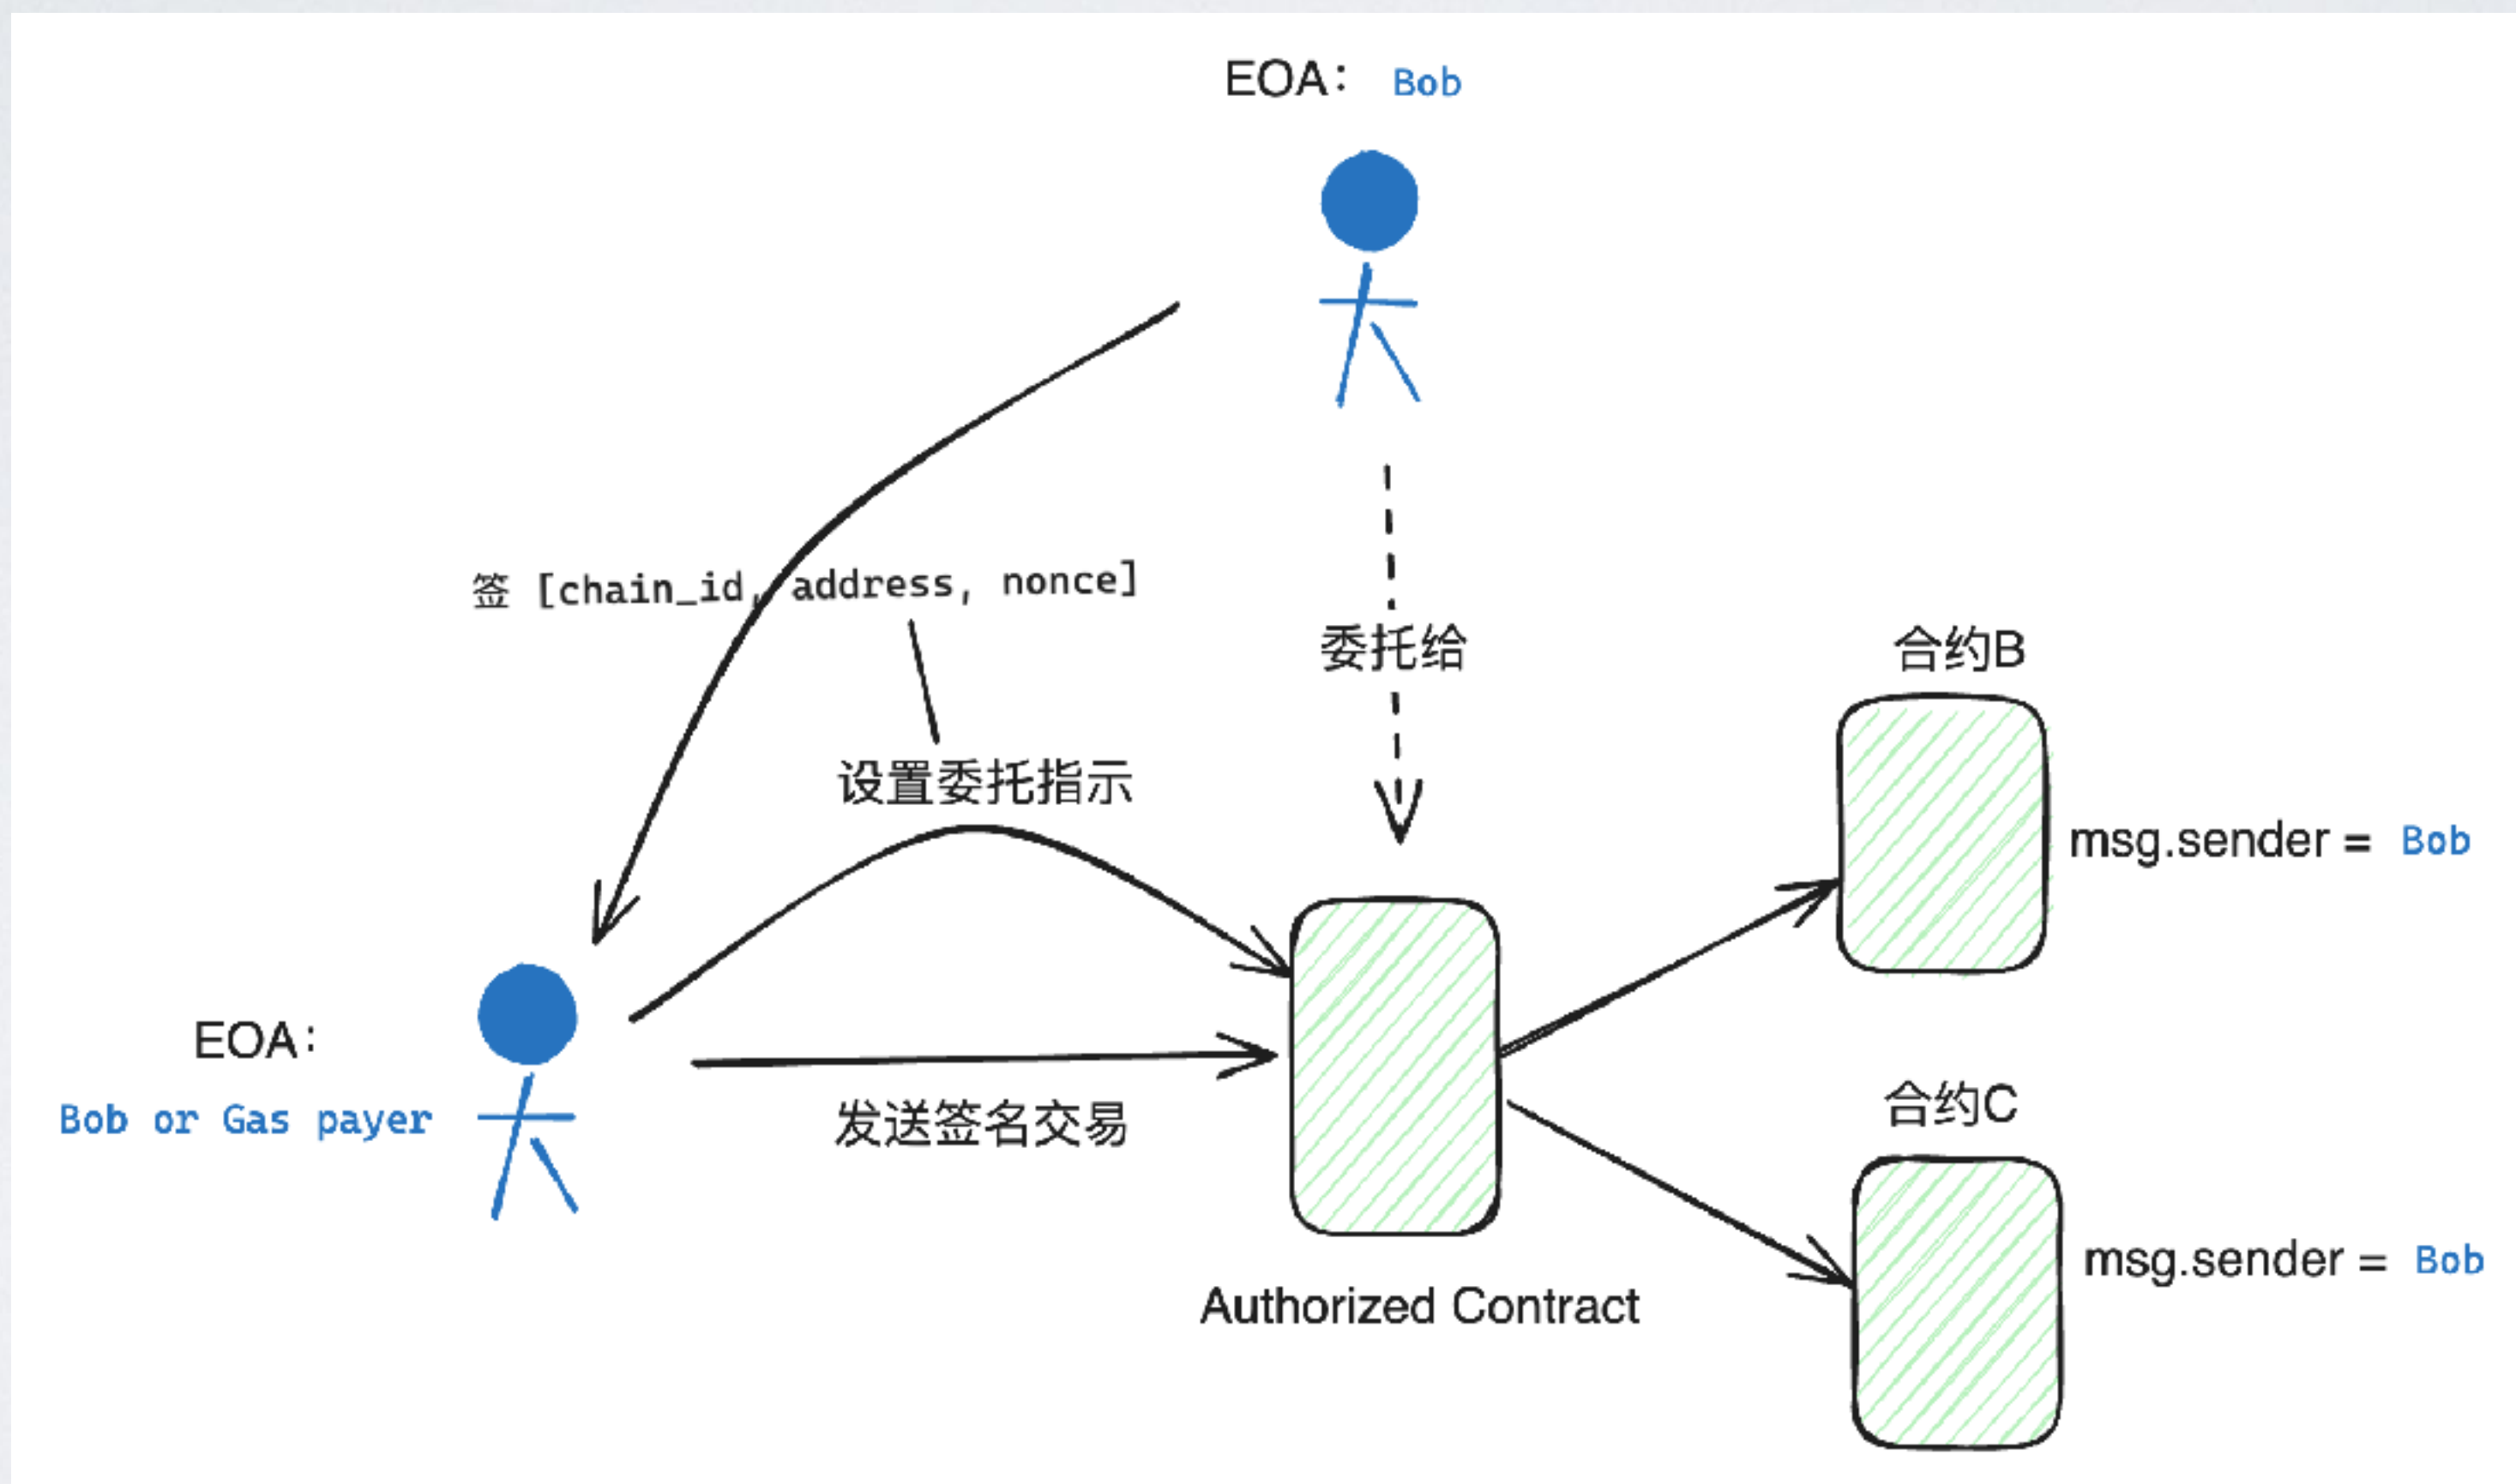 EOA： Bob
签 [chain_id, address, nonce]
委托给
合约B
设置委托指示
msg.sender = Bob
EOA：
Bob or Gas payer
发送签名交易
合约C
msg.sender = Bob
Authorized Contract